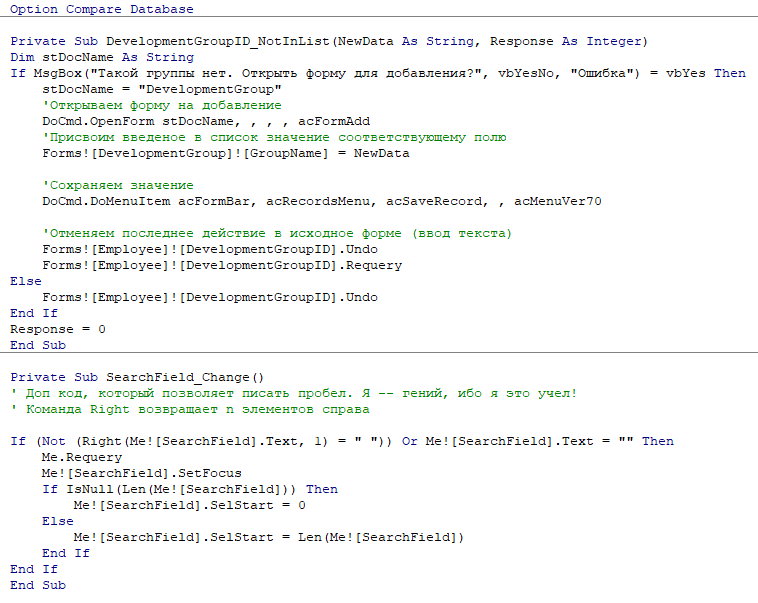 Option Compare Database
Private Sub DevelopmentGroupID_NotInList(NewData As String, Response As Integer)
Dim stDocName As String
If MsgBox("Такой группы нет. Открыть форму для добавления?", vbYesNo, "Ошибка") = vbYes Then
stDocName = "DevelopmentGroup"
'Открываем форму на добавление
DoCmd.OpenForm stDocName, , , , acFormAdd
'Присвоим введеное в список значение соответствующему полю
Forms![DevelopmentGroup]![GroupName] = NewData
'Сохраняем значение
DoCmd.DoMenuItem acFormBar, acRecordsMenu, acSaveRecord, , acMenuVer70
'Отменяем последнее действие в исходное форме (ввод текста)
Forms![Employee]![DevelopmentGroupID].Undo
Forms![Employee]![DevelopmentGroupID].Requery
Else
Forms![Employee]![DevelopmentGroupID].Undo
End If
Response = 0
End Sub
Private Sub SearchField_Change()
' Доп код, который позволяет писать пробел. Я -- гений, ибо я это учел!
' Команда Right возвращает n элементов справа
If (Not (Right(Me![SearchField].Text, 1) = " ")) Or Me![SearchField].Text = "" Then
Me.Requery
Me![SearchField].SetFocus
If IsNull(Len(Me![SearchField])) Then
Me![SearchField].SelStart = 0
Else
Me![SearchField].SelStart = Len(Me![SearchField])
End If
End If
End Sub